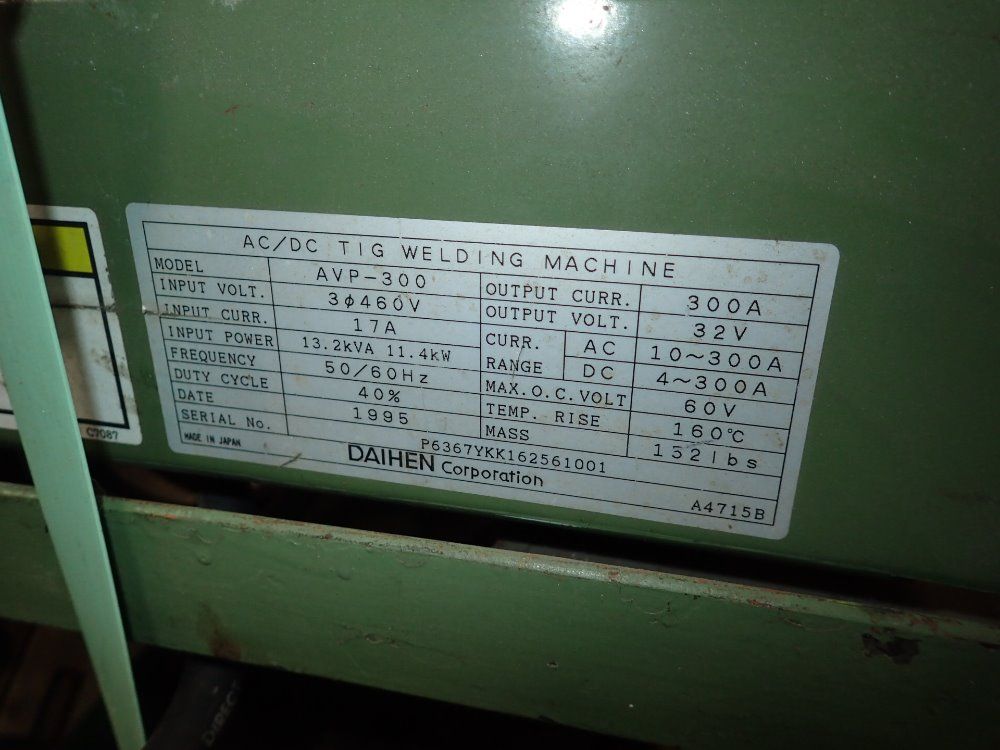 AC/DC TIG WELDING MACHINE
MODEL AVP-300
INPUT VOLT. 3ϕ460V
INPUT CURR. 17A
INPUT POWER 13.2kVA 11.4kW
FREQUENCY 50/60Hz
DUTY CYCLE 40%
DATE 1995
SERIAL No. P6367YKK162561001
OUTPUT CURR. 300A
OUTPUT VOLT. 32V
CURR. RANGE AC 10~300A
DC 4~300A
MAX.O.C.VOLT 60V
TEMP. RISE 160℃
MASS 132lbs
MADE IN JAPAN
DAIHEN Corporation
A4715B
C7087
DIREC